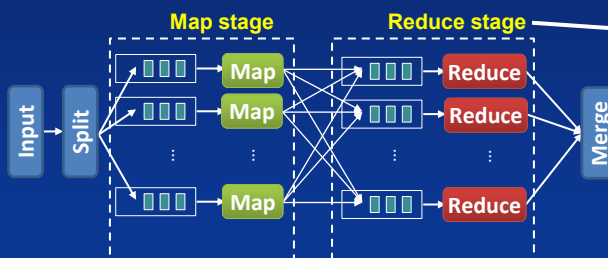 Map stage
Reduce stage
Input
Split
Map
Reduce
Map
Reduce
...
...
...
...
Map
Reduce
Merge